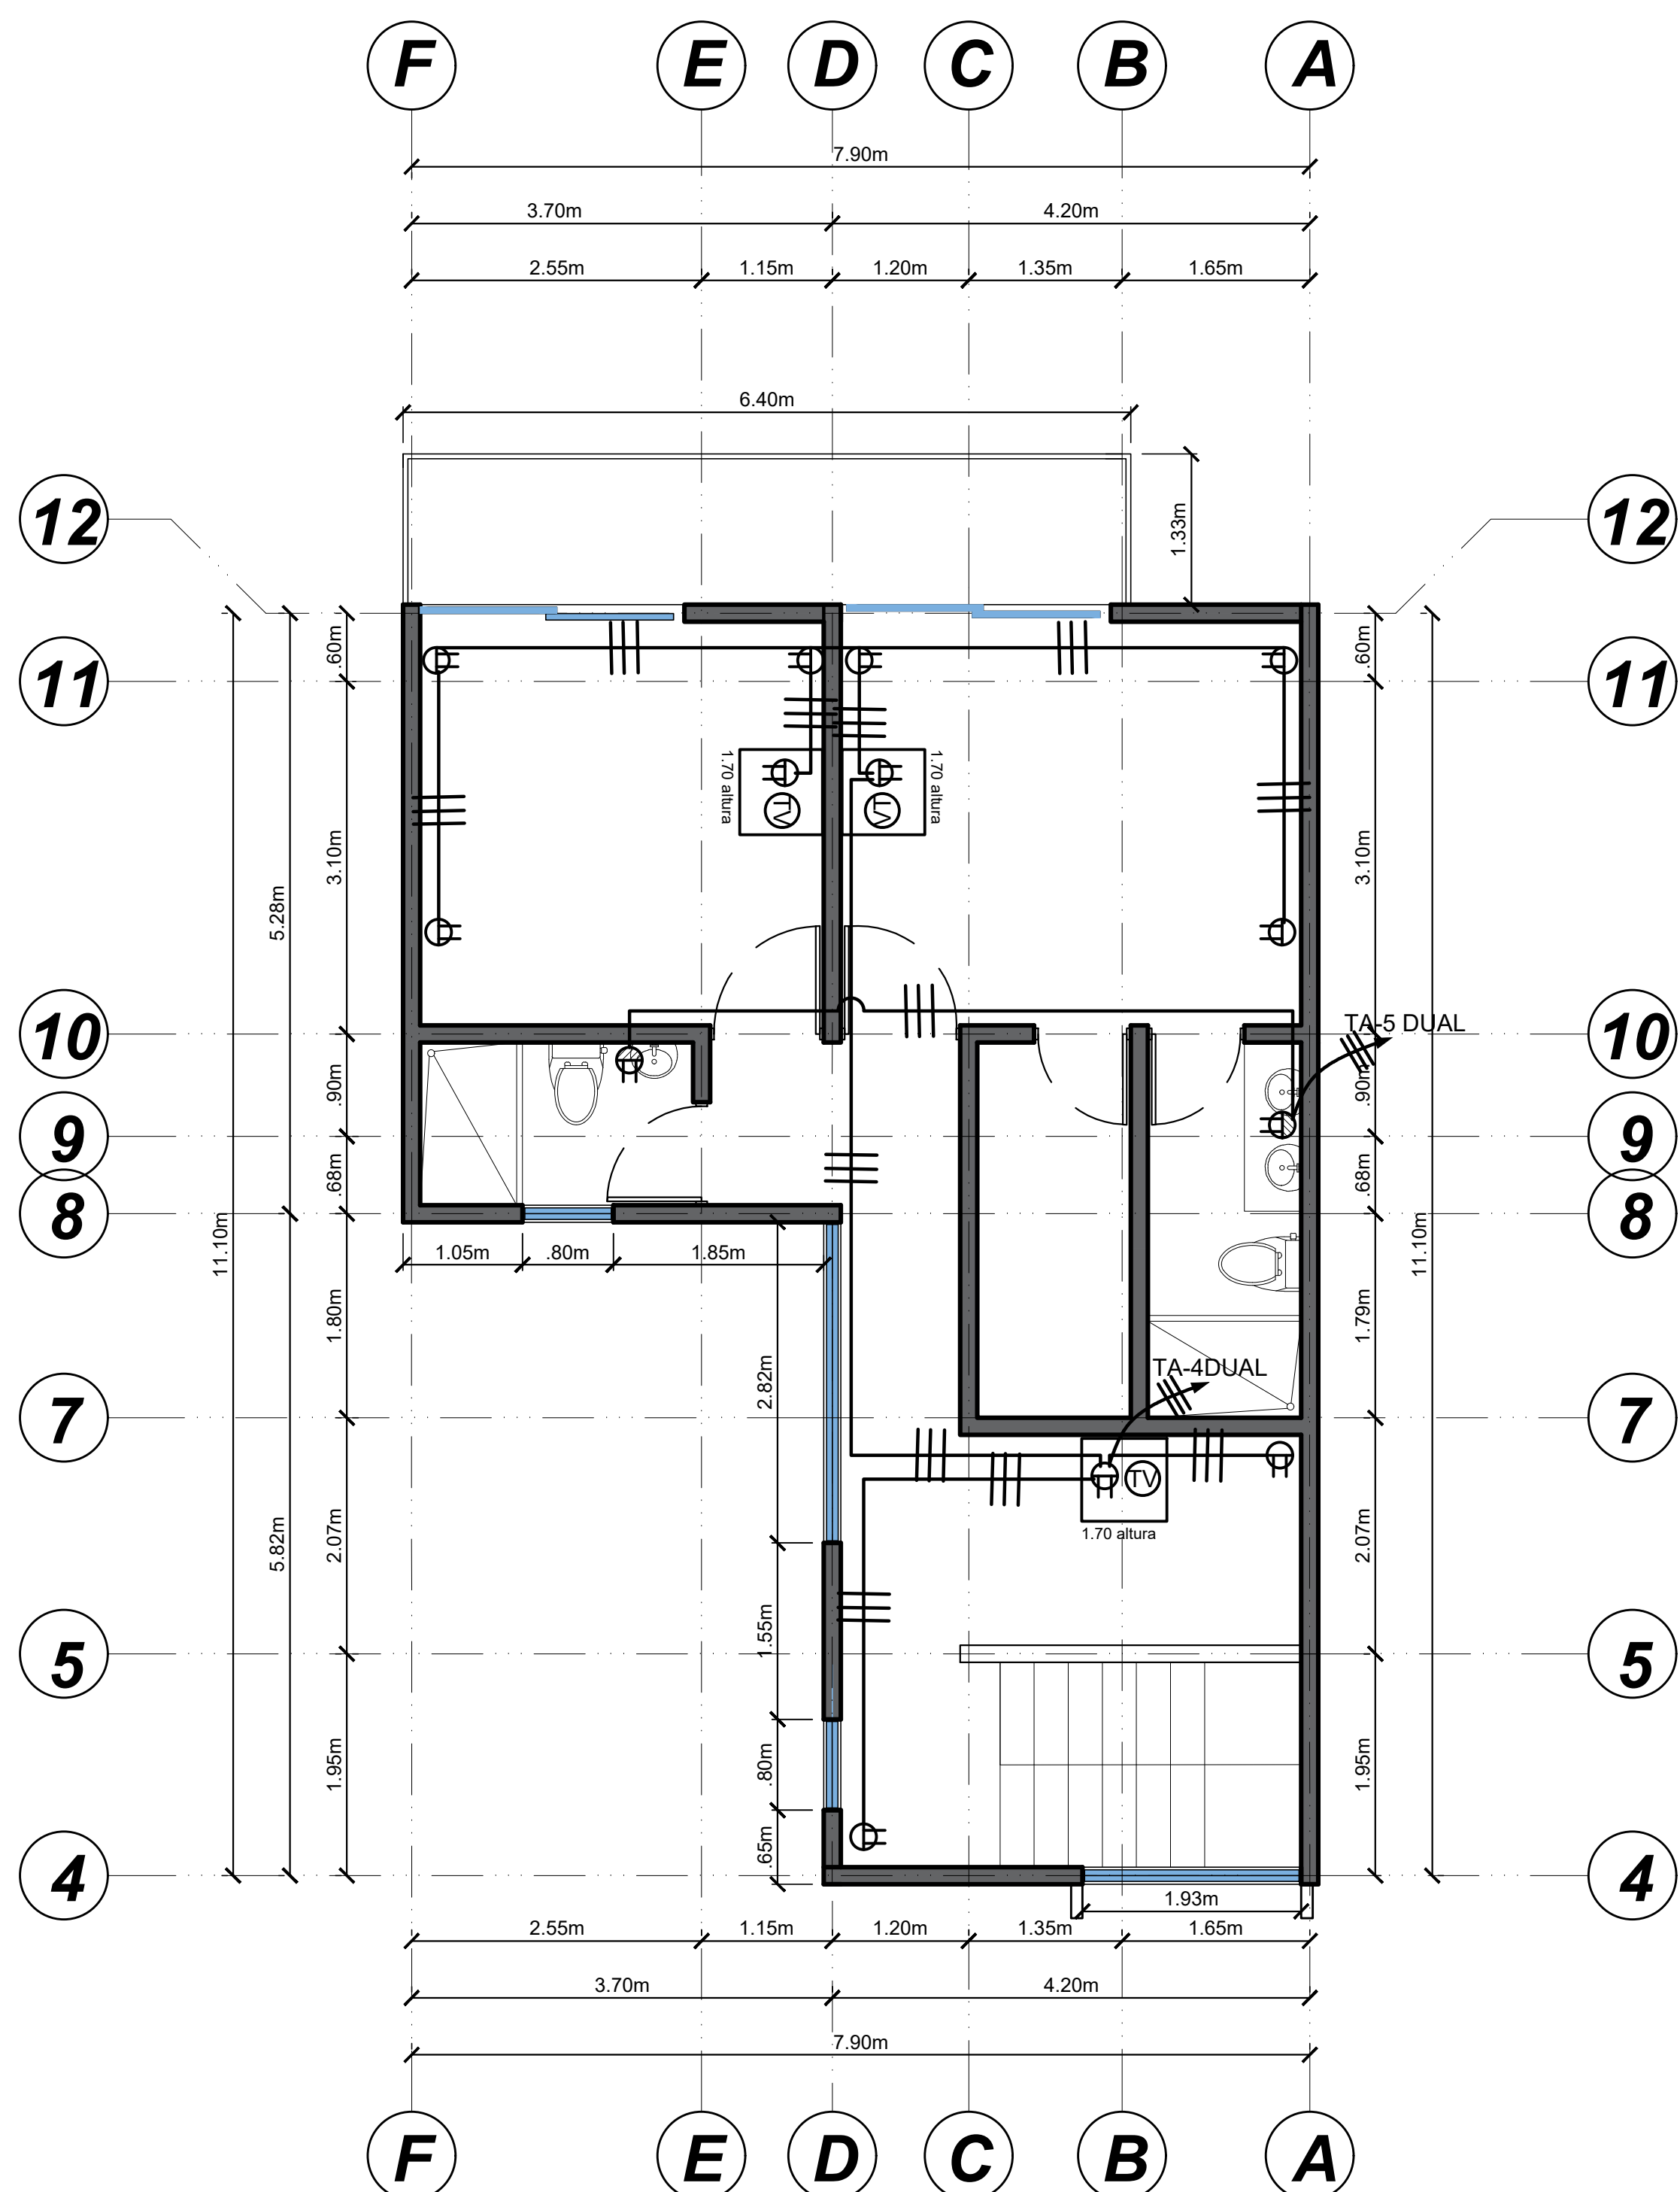 F E D C B A
7.90m
3.70m 4.20m
2.55m 1.15m 1.20m 1.35m 1.65m
6.40m
1.33m
12 12
.60m .60m
11 11
1.70 altura TV TV 1.70 altura
3.10m 3.10m
5.28m
10 10
TA-5 DUAL
.90m .90m
9 9
.68m .68m
8 8
11.10m 11.10m
1.05m .80m 1.85m
1.80m 1.79m
2.82m
TA-4DUAL
7 7
TV
1.70 altura
5.82m
2.07m 2.07m
1.55m
5 5
1.95m .80m 1.95m
.65m
4 4
1.93m
2.55m 1.15m 1.20m 1.35m 1.65m
3.70m 4.20m
7.90m
F E D C B A